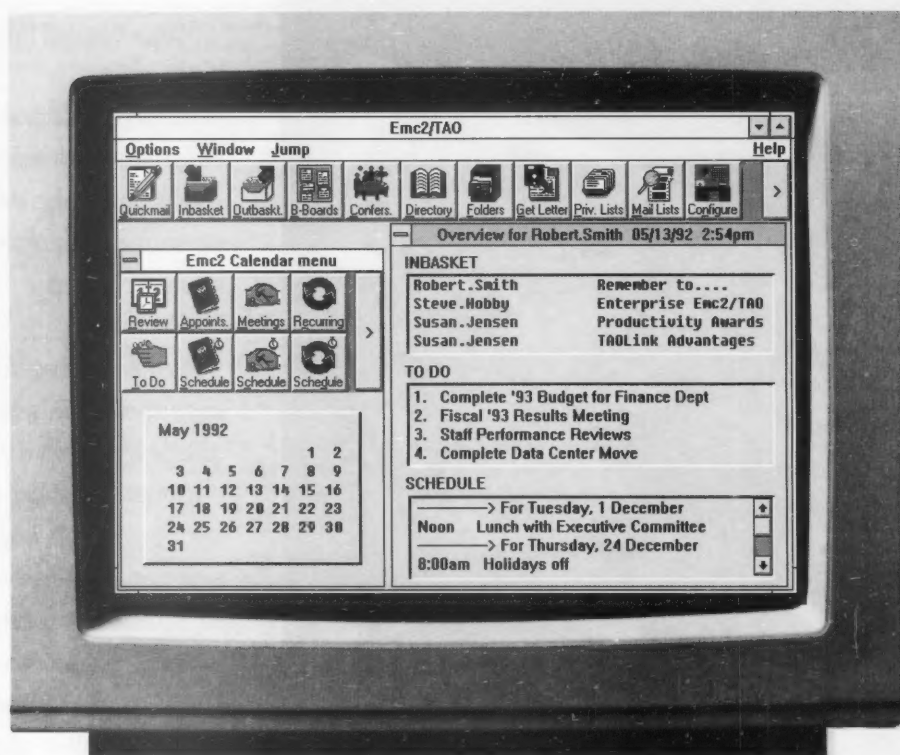 Emc2/TAO
Options Window Jump Help
Quickmail Inbasket Outbaskt. B-Boards Confers. Directory Folders Get Letter Priv. Lists Mail Lists Configure >
Overview for Robert.Smith 05/13/92 2:54pm
Emc2 Calendar menu
Review Appoints. Meetings Recurring >
To Do Schedule Schedule Schedule
May 1992
1 2
3 4 5 6 7 8 9
10 11 12 13 14 15 16
17 18 19 20 21 22 23
24 25 26 27 28 29 30
31
INBASKET
Robert.Smith Remember to....
Steve.Hobby Enterprise Emc2/TAO
Susan.Jensen Productivity Awards
Susan.Jensen TAOLink Advantages
TO DO
1. Complete '93 Budget for Finance Dept
2. Fiscal '93 Results Meeting
3. Staff Performance Reviews
4. Complete Data Center Move
SCHEDULE
————> For Tuesday, 1 December
Noon Lunch with Executive Committee
————> For Thursday, 24 December
8:00am Holidays off